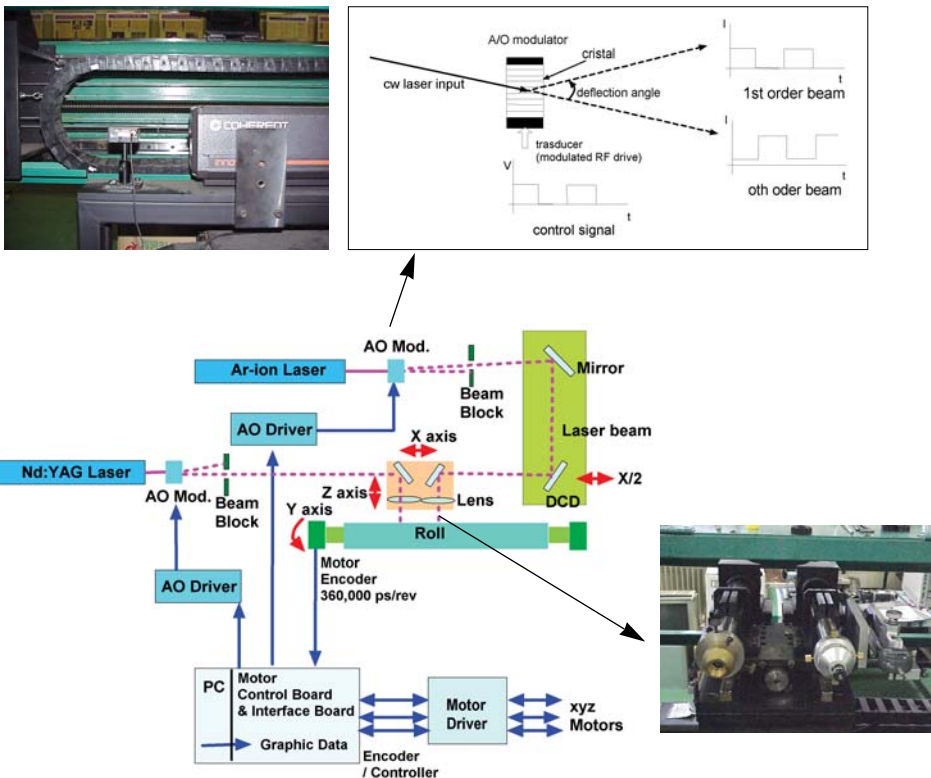 COHERENT
A/O modulator
cristal
cw laser input
deflection angle
trasducer
(modulated RF drive)
V
t
control signal
I
t
1st order beam
I
t
oth oder beam
AO Mod.
Ar-ion Laser
Beam
Block
Mirror
Laser beam
AO Driver
X axis
Nd:YAG Laser
AO Mod.
Beam
Block
Z axis
Lens
DCD
X/2
Y axis
Roll
Motor
Encoder
360,000 ps/rev
AO Driver
PC
Motor
Control Board
& Interface Board
Graphic Data
Motor
Driver
xyz
Motors
Encoder
/ Controller